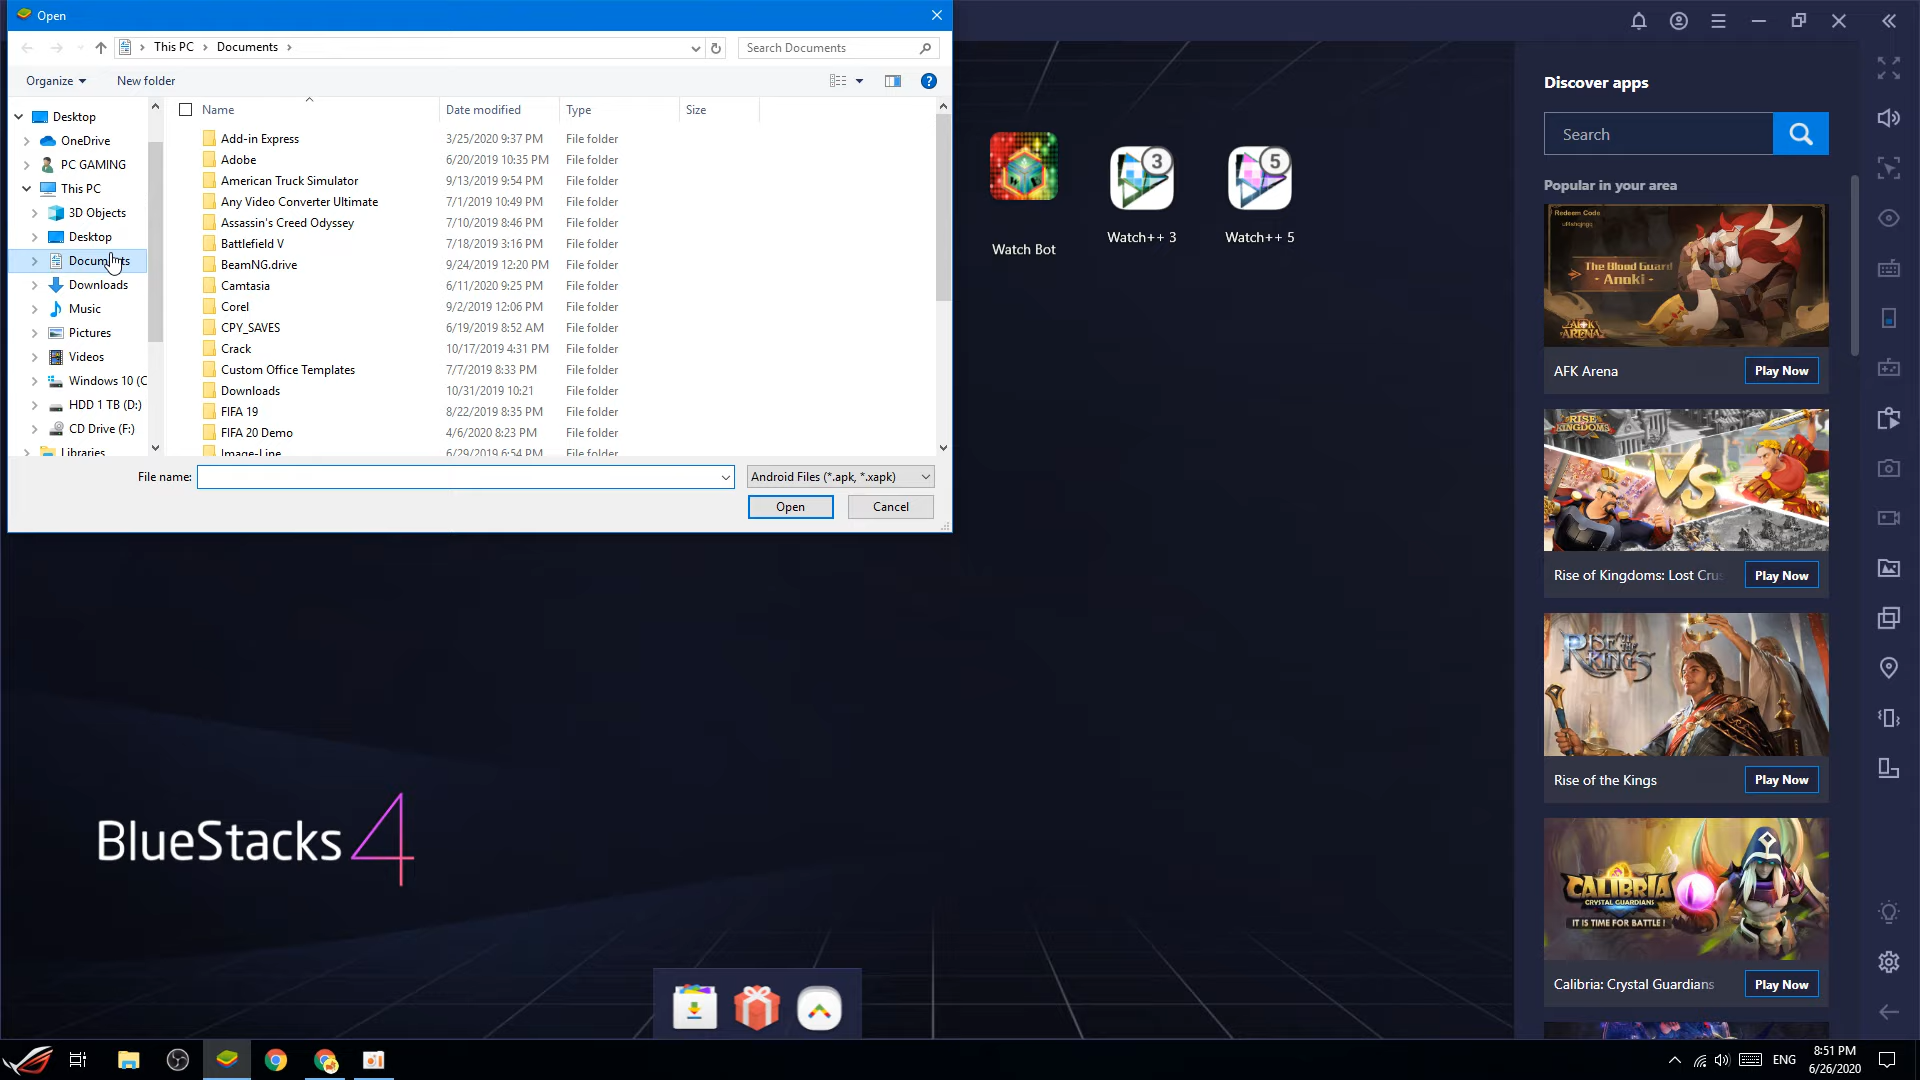 Open
This PC > Documents >
Search Documents
Organize
New folder
Name
Date modified
Type
Size
Desktop
OneDrive
PC GAMING
This PC
3D Objects
Desktop
Documents
Downloads
Music
Pictures
Videos
Windows 10 (C
HDD 1 TB (D:)
CD Drive (F:)
Libraries
Add-in Express 3/25/2020 9:37 PM File folder
Adobe 6/20/2019 10:35 PM File folder
American Truck Simulator 9/13/2019 9:54 PM File folder
Any Video Converter Ultimate 7/1/2019 10:49 PM File folder
Assassin's Creed Odyssey 7/10/2019 8:46 PM File folder
Battlefield V 7/18/2019 3:16 PM File folder
BeamNG.drive 9/24/2019 12:20 PM File folder
Camtasia 6/11/2020 9:25 PM File folder
Corel 9/2/2019 12:06 PM File folder
CPY_SAVES 6/19/2019 8:52 AM File folder
Crack 10/17/2019 4:31 PM File folder
Custom Office Templates 7/7/2019 8:33 PM File folder
Downloads 10/31/2019 10:21 File folder
FIFA 19 8/22/2019 8:35 PM File folder
FIFA 20 Demo 4/6/2020 8:23 PM File folder
Image-Line 6/29/2019 6:54 PM File folder
File name:
Android Files (*.apk, *.xapk)
Open
Cancel
Watch Bot
3
Watch++ 3
5
Watch++ 5
BlueStacks 4
Discover apps
Search
Popular in your area
Redeem Code
The Blood Guard
- Anoki -
AFK
ARENA
AFK Arena
Play Now
RISE OF
KINGDOMS
VS
Rise of Kingdoms: Lost Crus
Play Now
RISE OF
THE
KINGS
Rise of the Kings
Play Now
CALIBRIA
CRYSTAL GUARDIANS
IT IS TIME FOR BATTLE !
Calibria: Crystal Guardians
Play Now
ENG
8:51 PM
6/26/2020